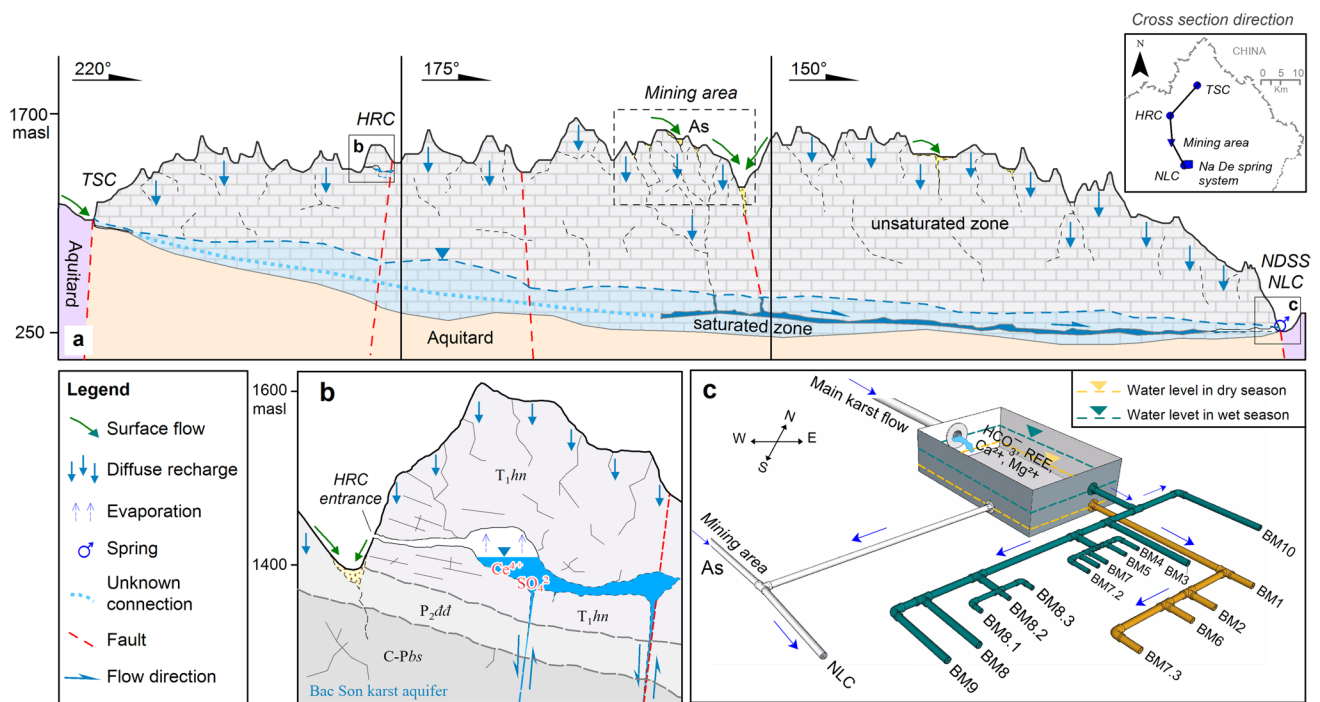 Cross section direction
220°
175°
150°
N
CHINA
0 5 10
Km
TSC
HRC
Mining area
NLC
Na De spring
system
1700
masl
HRC
b
Mining area
As
TSC
unsaturated zone
Aquitard
NDSS
NLC
c
250
a
Aquitard
saturated zone
Legend
Surface flow
Diffuse recharge
Evaporation
Spring
Unknown
connection
Fault
Flow direction
b
1600
masl
T₁hn
HRC
entrance
1400
Ce⁴⁺
SO₄²
P₂đđ
T₁hn
C-Pbs
Bac Son karst aquifer
c
Water level in dry season
Water levet in wet season
Main karst flow
N
W E
S
HCO⁻₃, REE,
Ca²⁺, Mg²⁺
Mining area
As
NLC
BM10
BM4
BM5
BM3
BM7
BM7.2
BM1
BM8.3
BM8.2
BM8.1
BM2
BM6
BM7.3
BM8
BM9